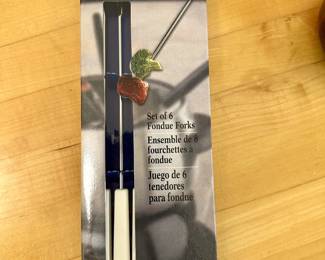 Set of 6
Fondue Forks
Ensemble de 6
fourchettes à
fondue
Juego de 6
tenedores
para fondue